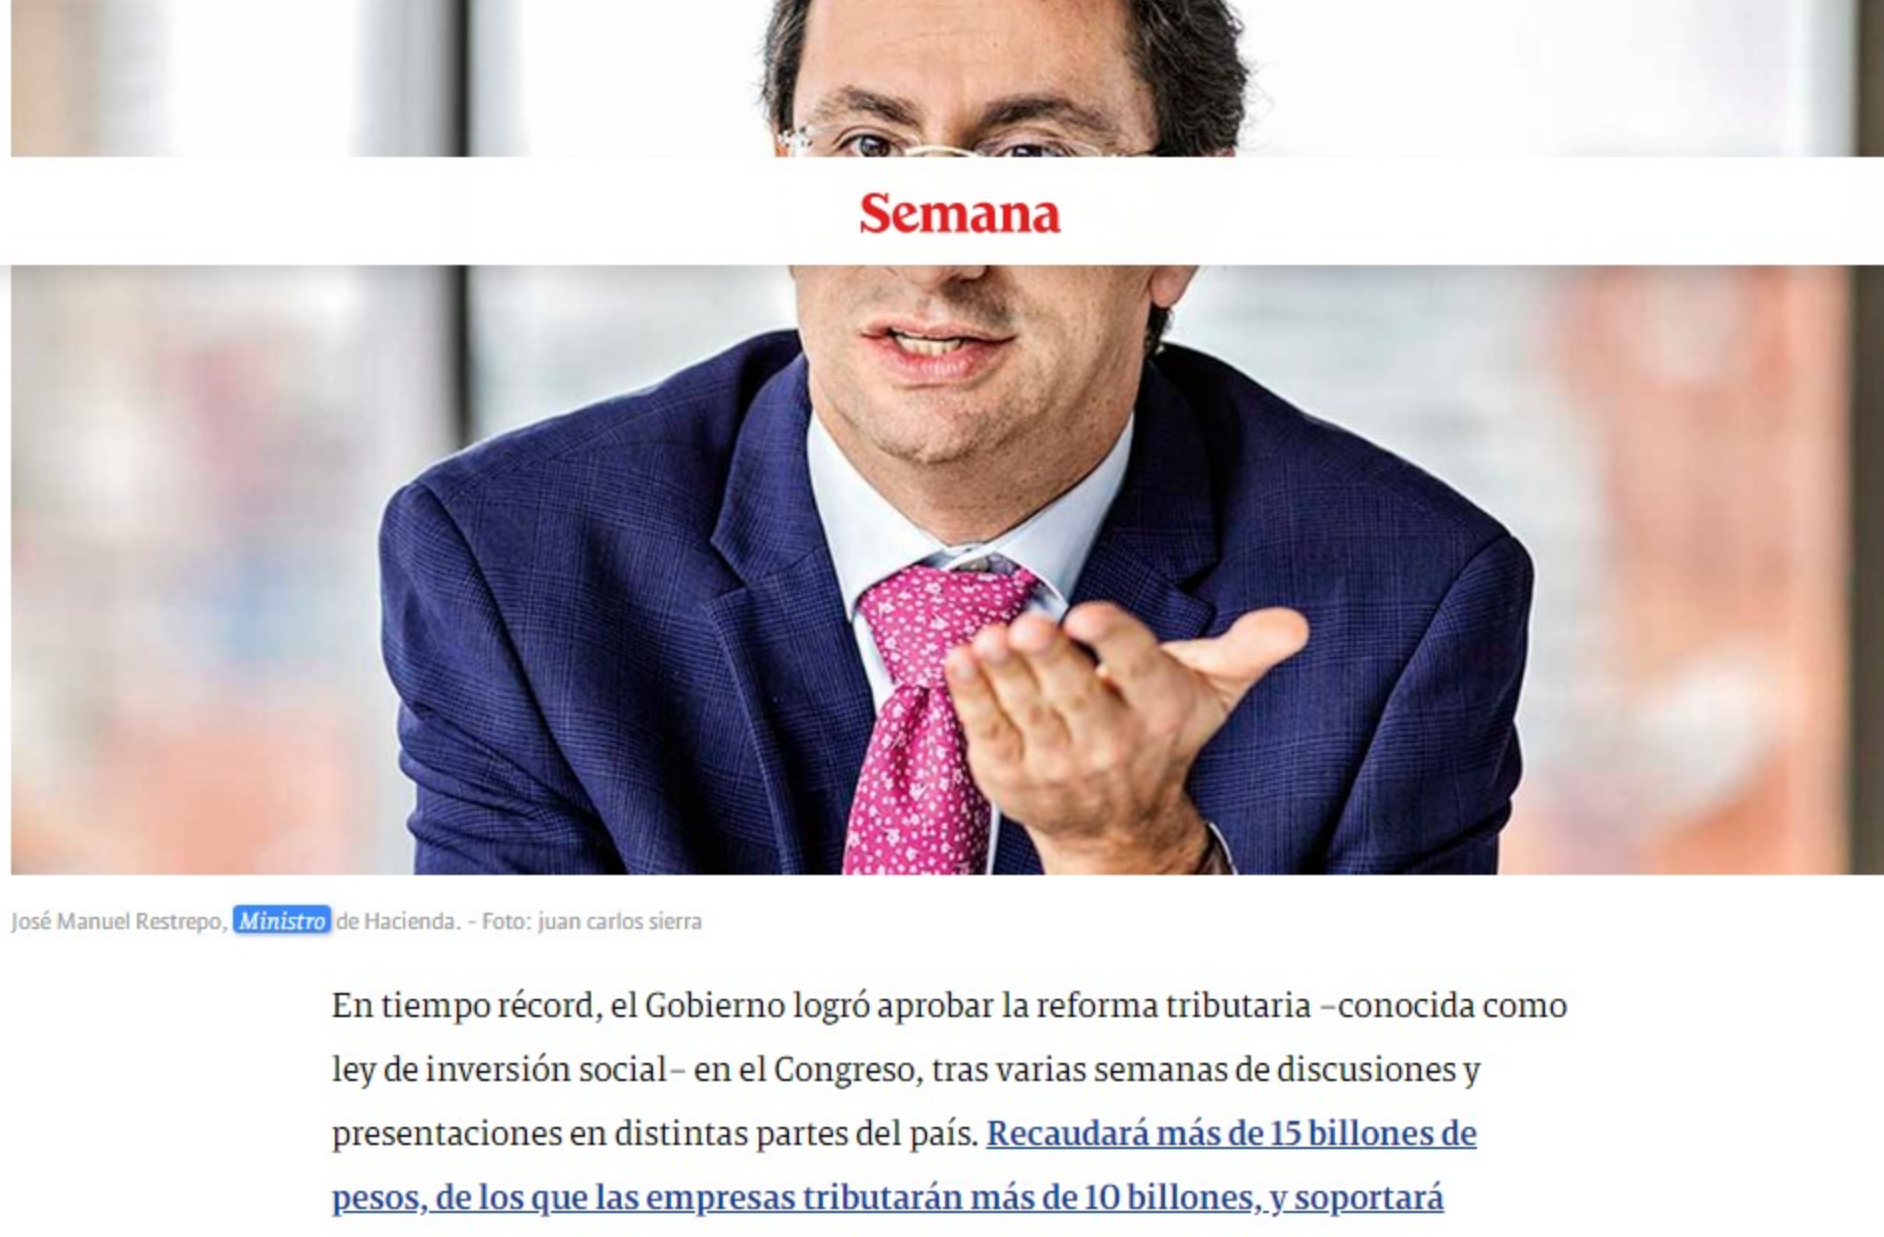 Semana
José Manuel Restrepo, Ministro de Hacienda. - Foto: juan carlos sierra
En tiempo récord, el Gobierno logró aprobar la reforma tributaria –conocida como
ley de inversión social– en el Congreso, tras varias semanas de discusiones y
presentaciones en distintas partes del país. Recaudará más de 15 billones de
pesos, de los que las empresas tributarán más de 10 billones, y soportará